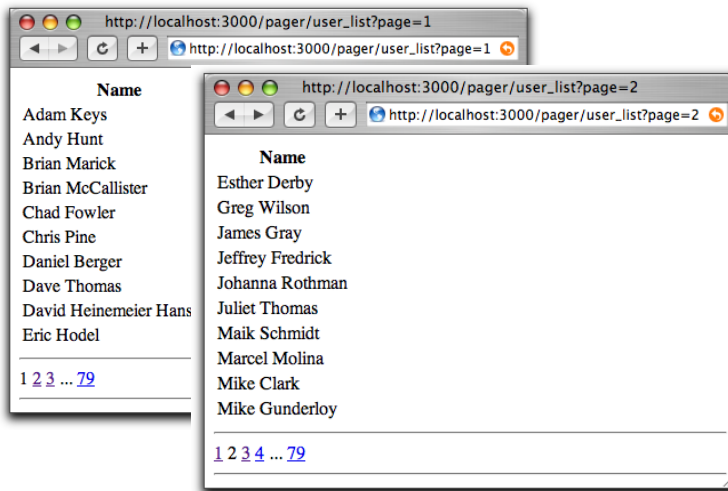 http://localhost:3000/pager/user_list?page=1
http://localhost:3000/pager/user_list?page=1
Name
Adam Keys
Andy Hunt
Brian Marick
Brian McCallister
Chad Fowler
Chris Pine
Daniel Berger
Dave Thomas
David Heinemeier Hans
Eric Hodel
1 2 3 ... 79
http://localhost:3000/pager/user_list?page=2
http://localhost:3000/pager/user_list?page=2
Name
Esther Derby
Greg Wilson
James Gray
Jeffrey Fredrick
Johanna Rothman
Juliet Thomas
Maik Schmidt
Marcel Molina
Mike Clark
Mike Gunderloy
1 2 3 4 ... 79